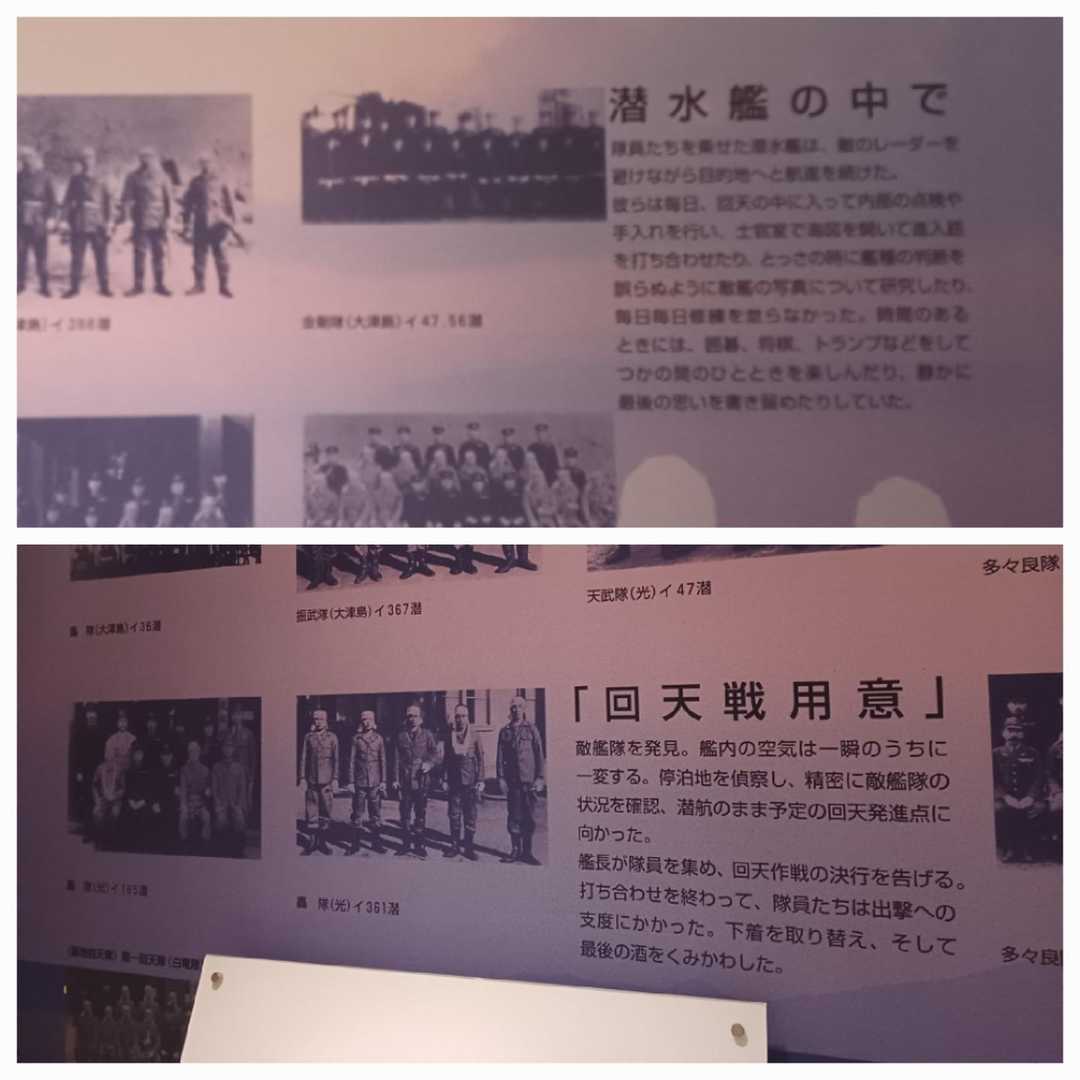 潜水艦の中で
隊員たちを乗せた潜水艦は、敵のレーダーを
避けながら目的地へと航進を続けた。
彼らは毎日、回天の中に入って内部の点検や
手入れを行い、士官室で海図を開いて進入路
を打ち合わせたり、とっさの時に艦種の判断を
誤らぬように敵艦の写真について研究したり、
毎日毎日修練を怠らなかった。時間のある
ときには、囲碁、将棋、トランプなどをして
つかの間のひとときを楽しんだり、静かに
最後の思いを書き留めたりしていた。
金剛隊(大津島)イ47.56潜
多々良隊
天武隊(光)イ47潜
振武隊(大津島)イ367潜
轟 隊(大津島)イ36潜
「回天戦用意」
敵艦隊を発見。艦内の空気は一瞬のうちに
一変する。停泊地を偵察し、精密に敵艦隊の
状況を確認、潜航のまま予定の回天発進点に
向かった。
艦長が隊員を集め、回天作戦の決行を告げる。
打ち合わせを終わって、隊員たちは出撃への
支度にかかった。下着を取り替え、そして
最後の酒をくみかわした。
轟 隊(光)イ165潜
轟 隊(光)イ361潜
多々良
第一回天隊(白竜隊